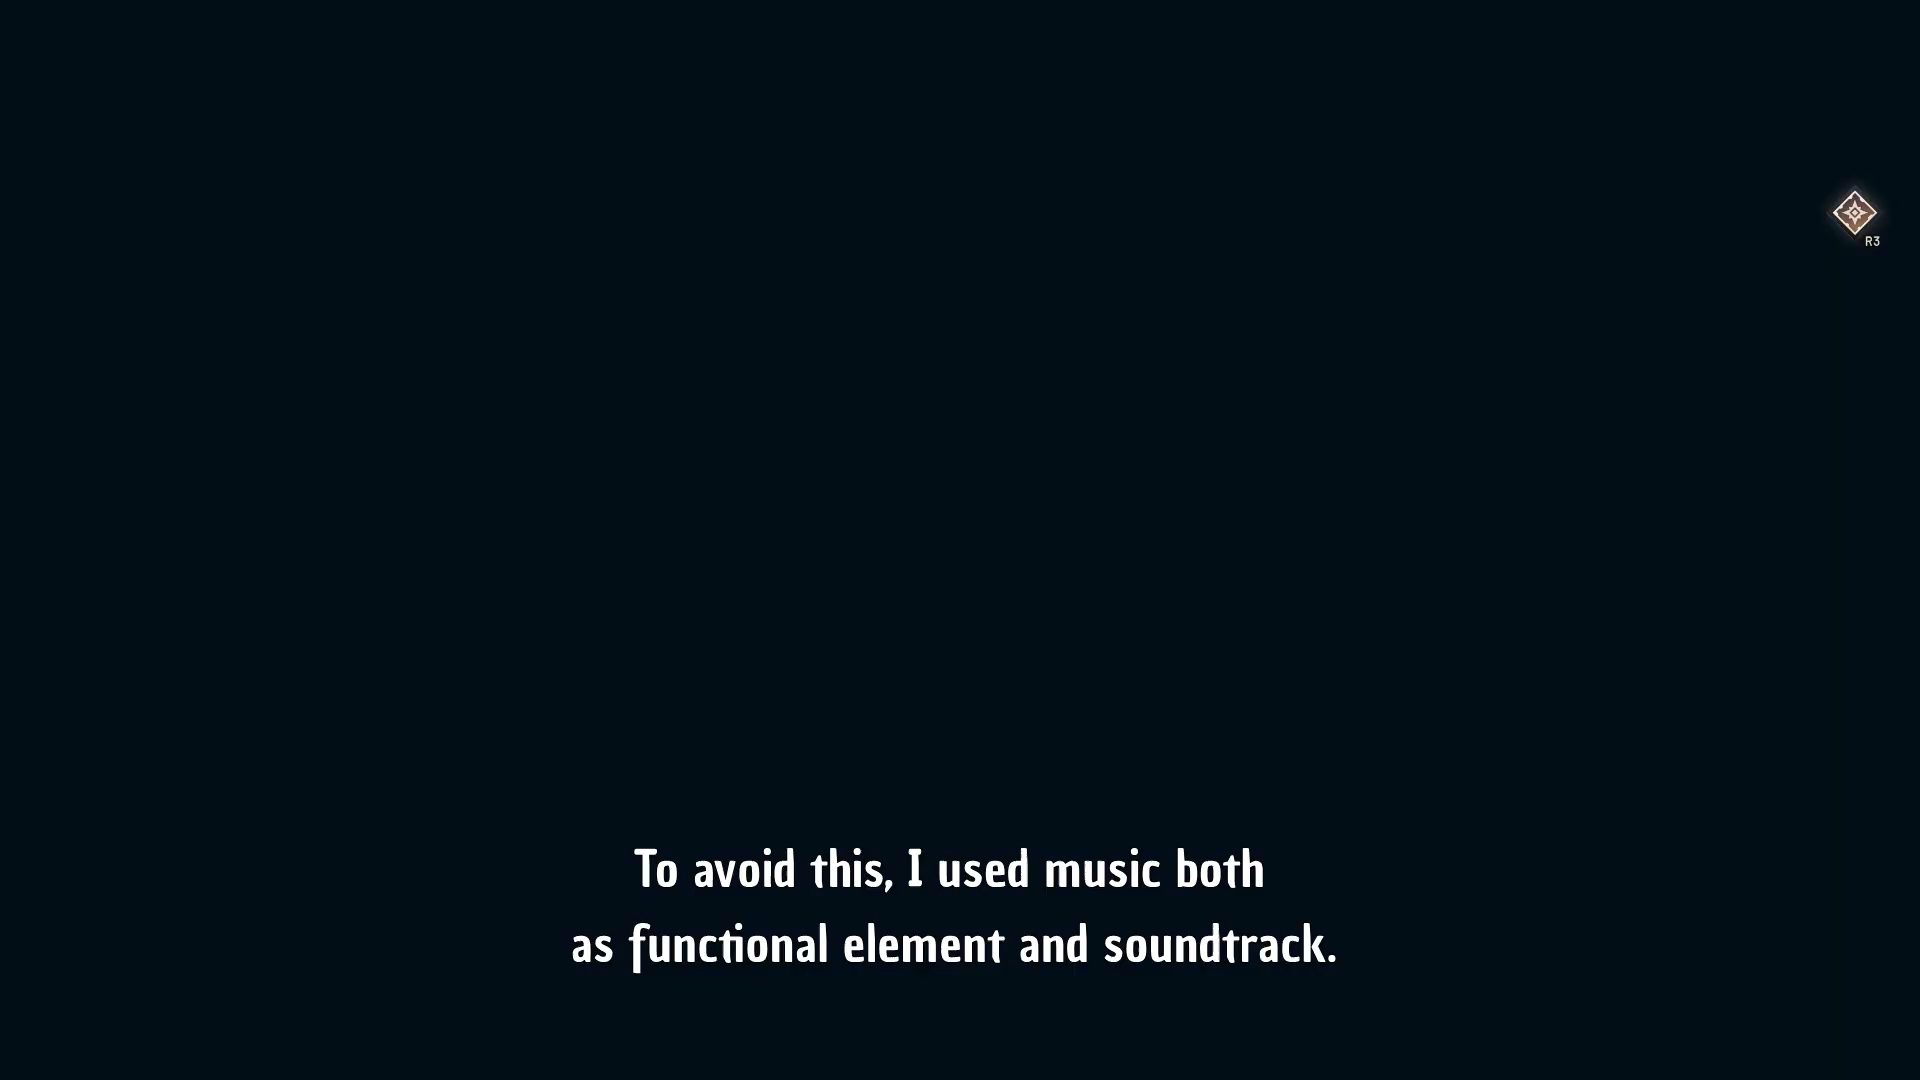 R3
To avoid this, I used music both
as functional element and soundtrack.